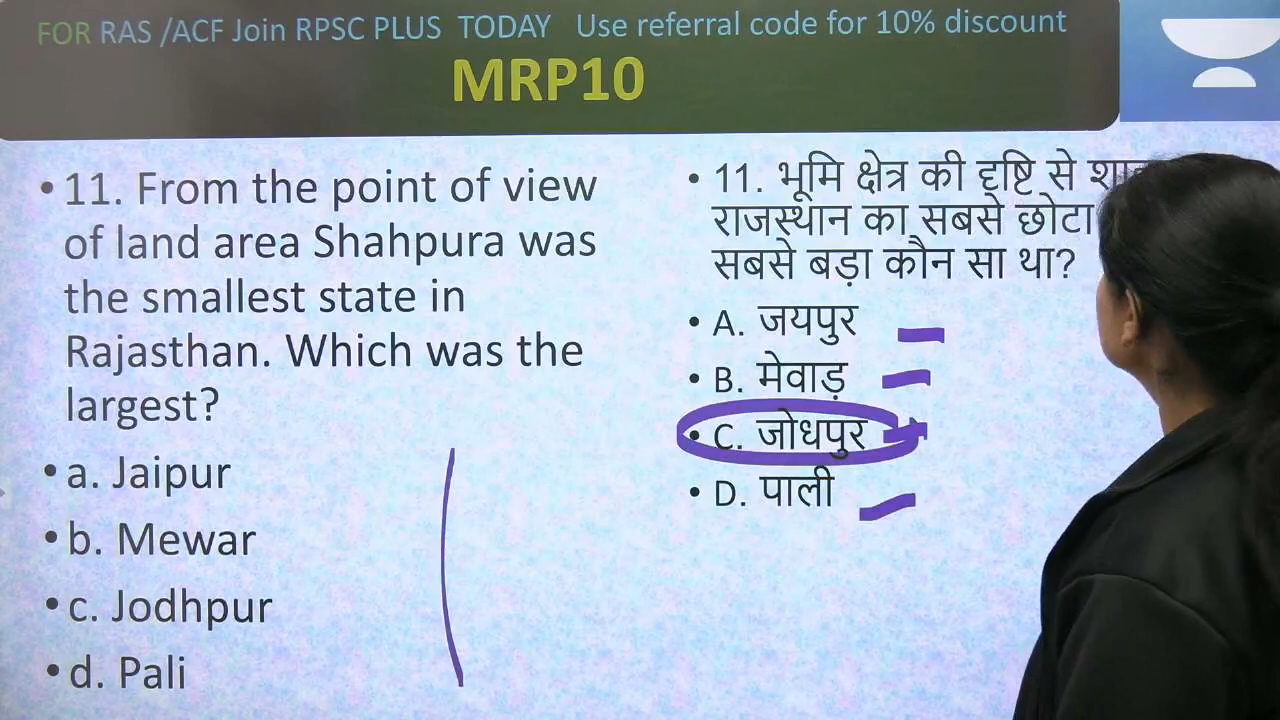 FOR RAS /ACF Join RPSC PLUS TODAY Use referral code for 10% discount
MRP10
• 11. From the point of view
of land area Shahpura was
the smallest state in
Rajasthan. Which was the
largest?
• a. Jaipur
• b. Mewar
• c. Jodhpur
• d. Pali
• 11. भूमि क्षेत्र की दृष्टि से
राजस्थान का सबसे छोटा
सबसे बड़ा कौन सा था?
• A. जयपुर
• B. मेवाड़
• C. जोधपुर
• D. पाली